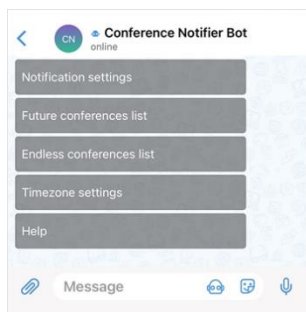 CN
Conference Notifier Bot
online
Notification settings
Future conferences list
Endless conferences list
Timezone settings
Help
Message